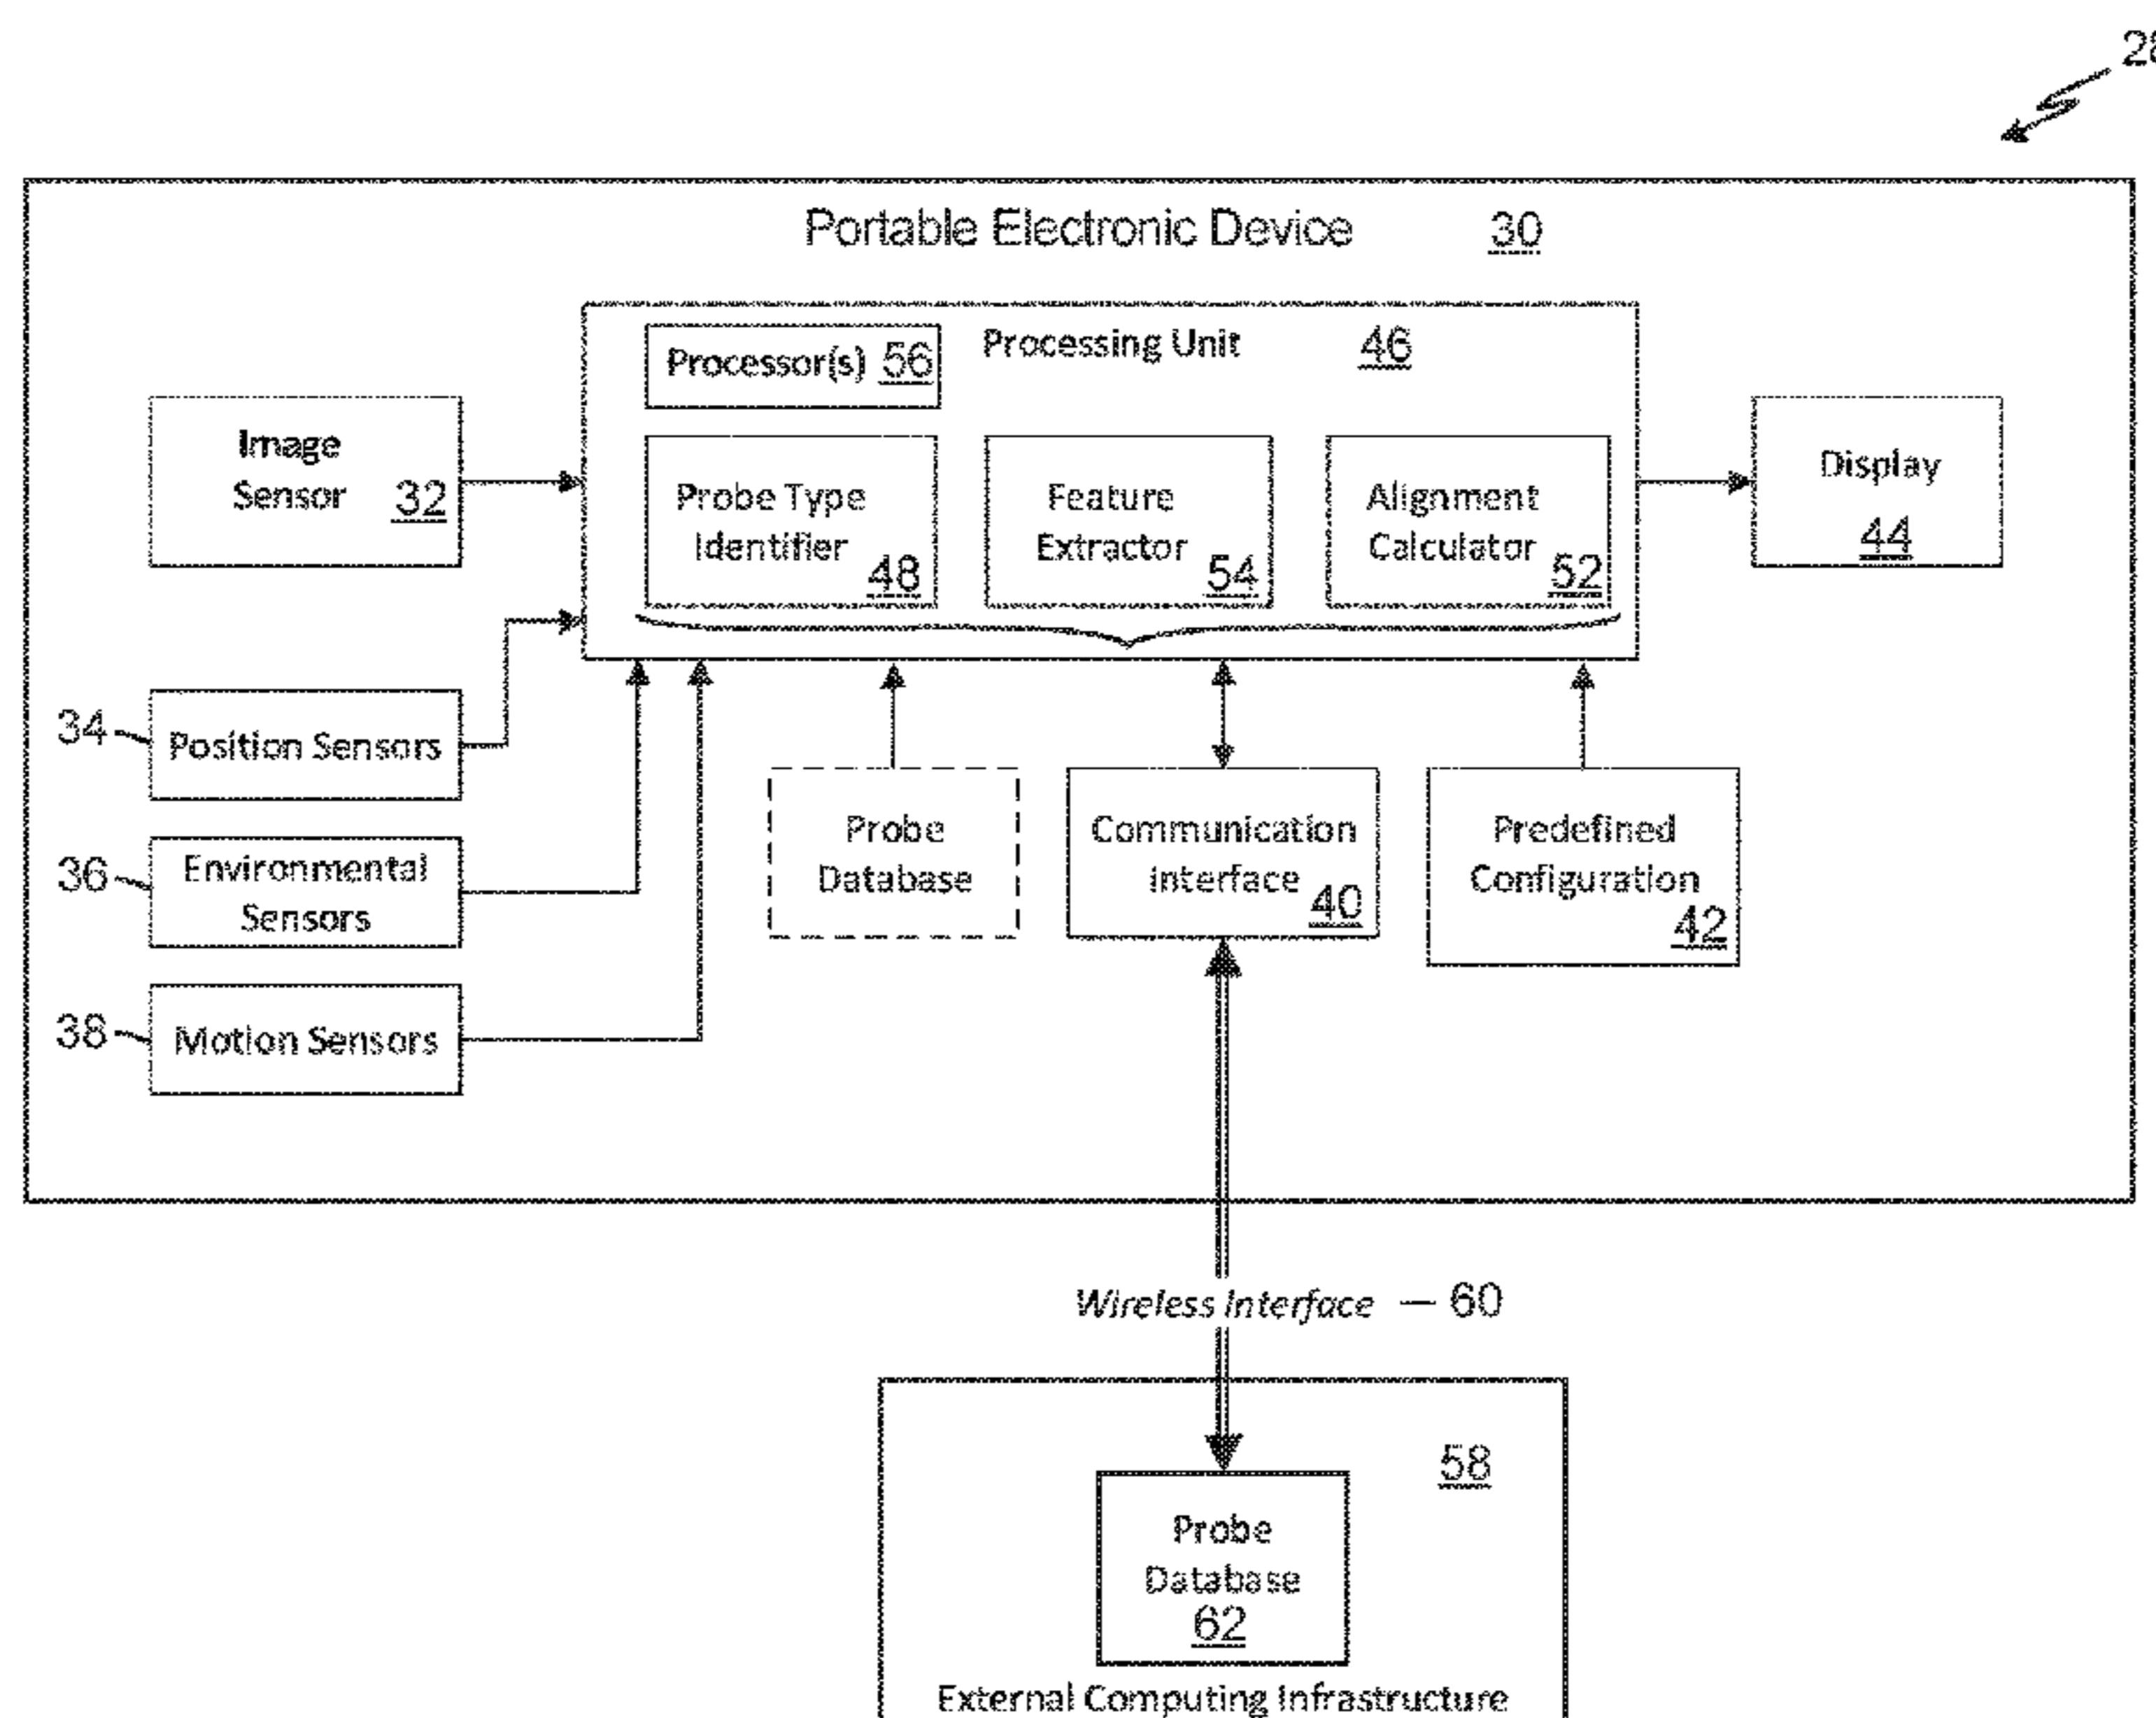 28
Portable Electronic Device 30
Processor(s) 56
Processing Unit 46
Image
Sensor 32
Probe Type
Identifier 48
Feature
Extractor 54
Alignment
Calculator 52
Display
44
34
Position Sensors
36
Environmental
Sensors
38
Motion Sensors
Probe
Database
Communication
Interface 40
Predefined
Configuration
42
Wireless Interface — 60
58
Probe
Database
62
External Computing Infrastructure